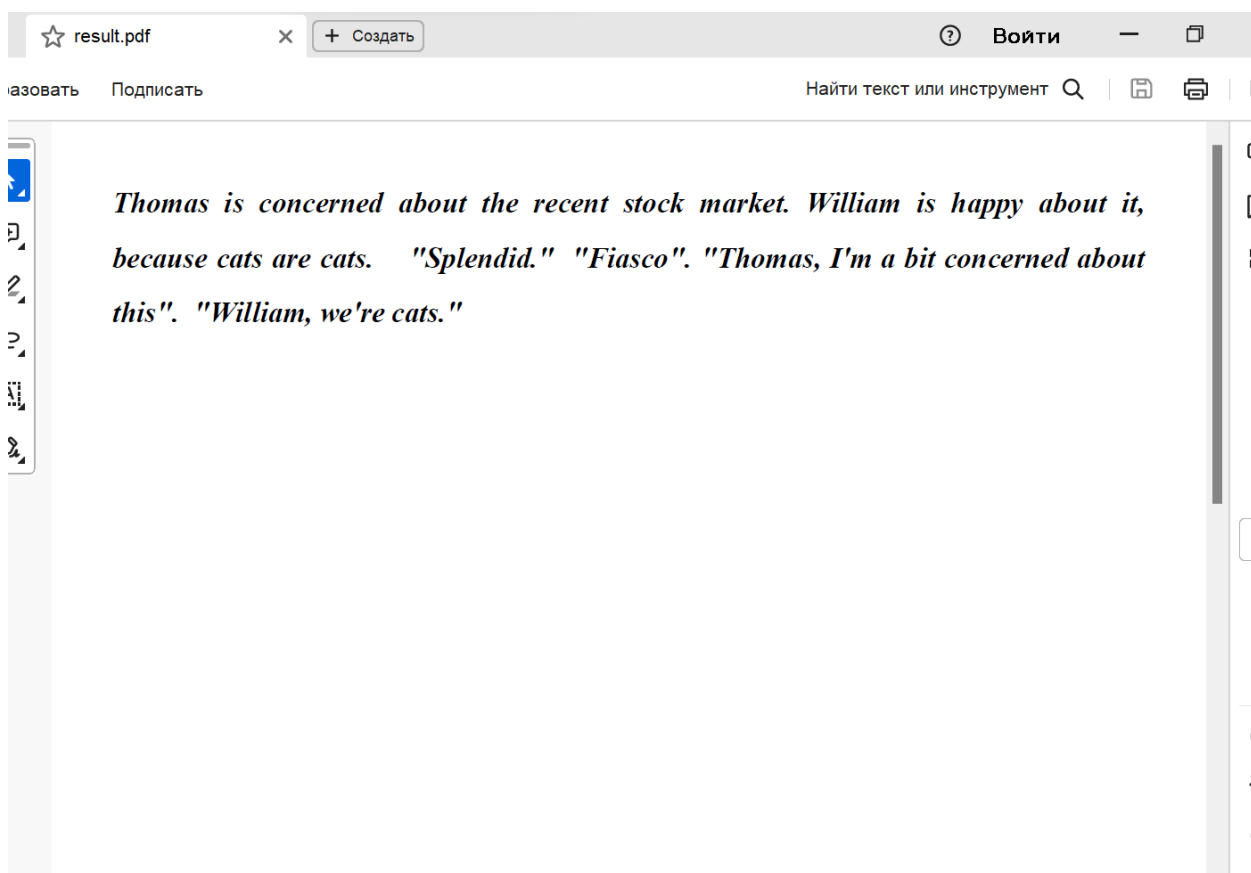 result.pdf × + Создать ? Войти
азовать Подписать Найти текст или инструмент
Thomas is concerned about the recent stock market. William is happy about it,
because cats are cats. "Splendid." "Fiasco". "Thomas, I'm a bit concerned about
this". "William, we're cats."